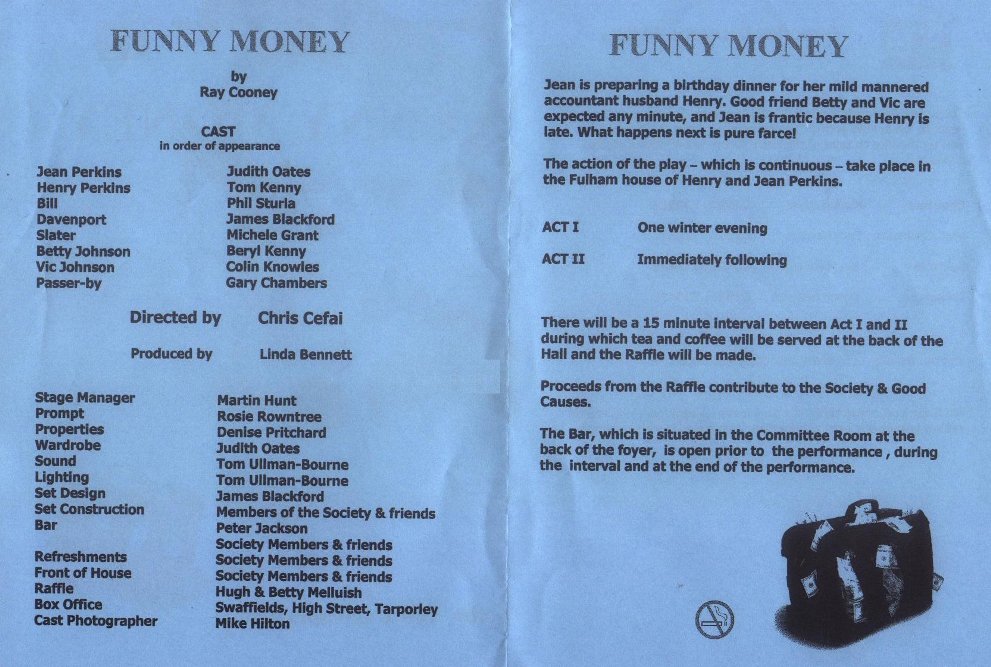 FUNNY MONEY
by
Ray Cooney
CAST
in order of appearance
Jean Perkins Judith Oates
Henry Perkins Tom Kenny
Bill Phil Sturla
Davenport James Blackford
Slater Michele Grant
Betty Johnson Beryl Kenny
Vic Johnson Colin Knowles
Passer-by Gary Chambers
Directed by Chris Cefai
Produced by Linda Bennett
Stage Manager Martin Hunt
Prompt Rosie Rowntree
Properties Denise Pritchard
Wardrobe Judith Oates
Sound Tom Ullman-Bourne
Lighting Tom Ullman-Bourne
Set Design James Blackford
Set Construction Members of the Society & friends
Bar Peter Jackson
Society Members & friends
Refreshments Society Members & friends
Front of House Society Members & friends
Raffle Hugh & Betty Melluish
Box Office Swaffields, High Street, Tarporley
Cast Photographer Mike Hilton
FUNNY MONEY
Jean is preparing a birthday dinner for her mild mannered
accountant husband Henry. Good friend Betty and Vic are
expected any minute, and Jean is frantic because Henry is
late. What happens next is pure farce!
The action of the play – which is continuous – take place in
the Fulham house of Henry and Jean Perkins.
ACT I One winter evening
ACT II Immediately following
There will be a 15 minute interval between Act I and II
during which tea and coffee will be served at the back of the
Hall and the Raffle will be made.
Proceeds from the Raffle contribute to the Society & Good
Causes.
The Bar, which is situated in the Committee Room at the
back of the foyer, is open prior to the performance , during
the interval and at the end of the performance.